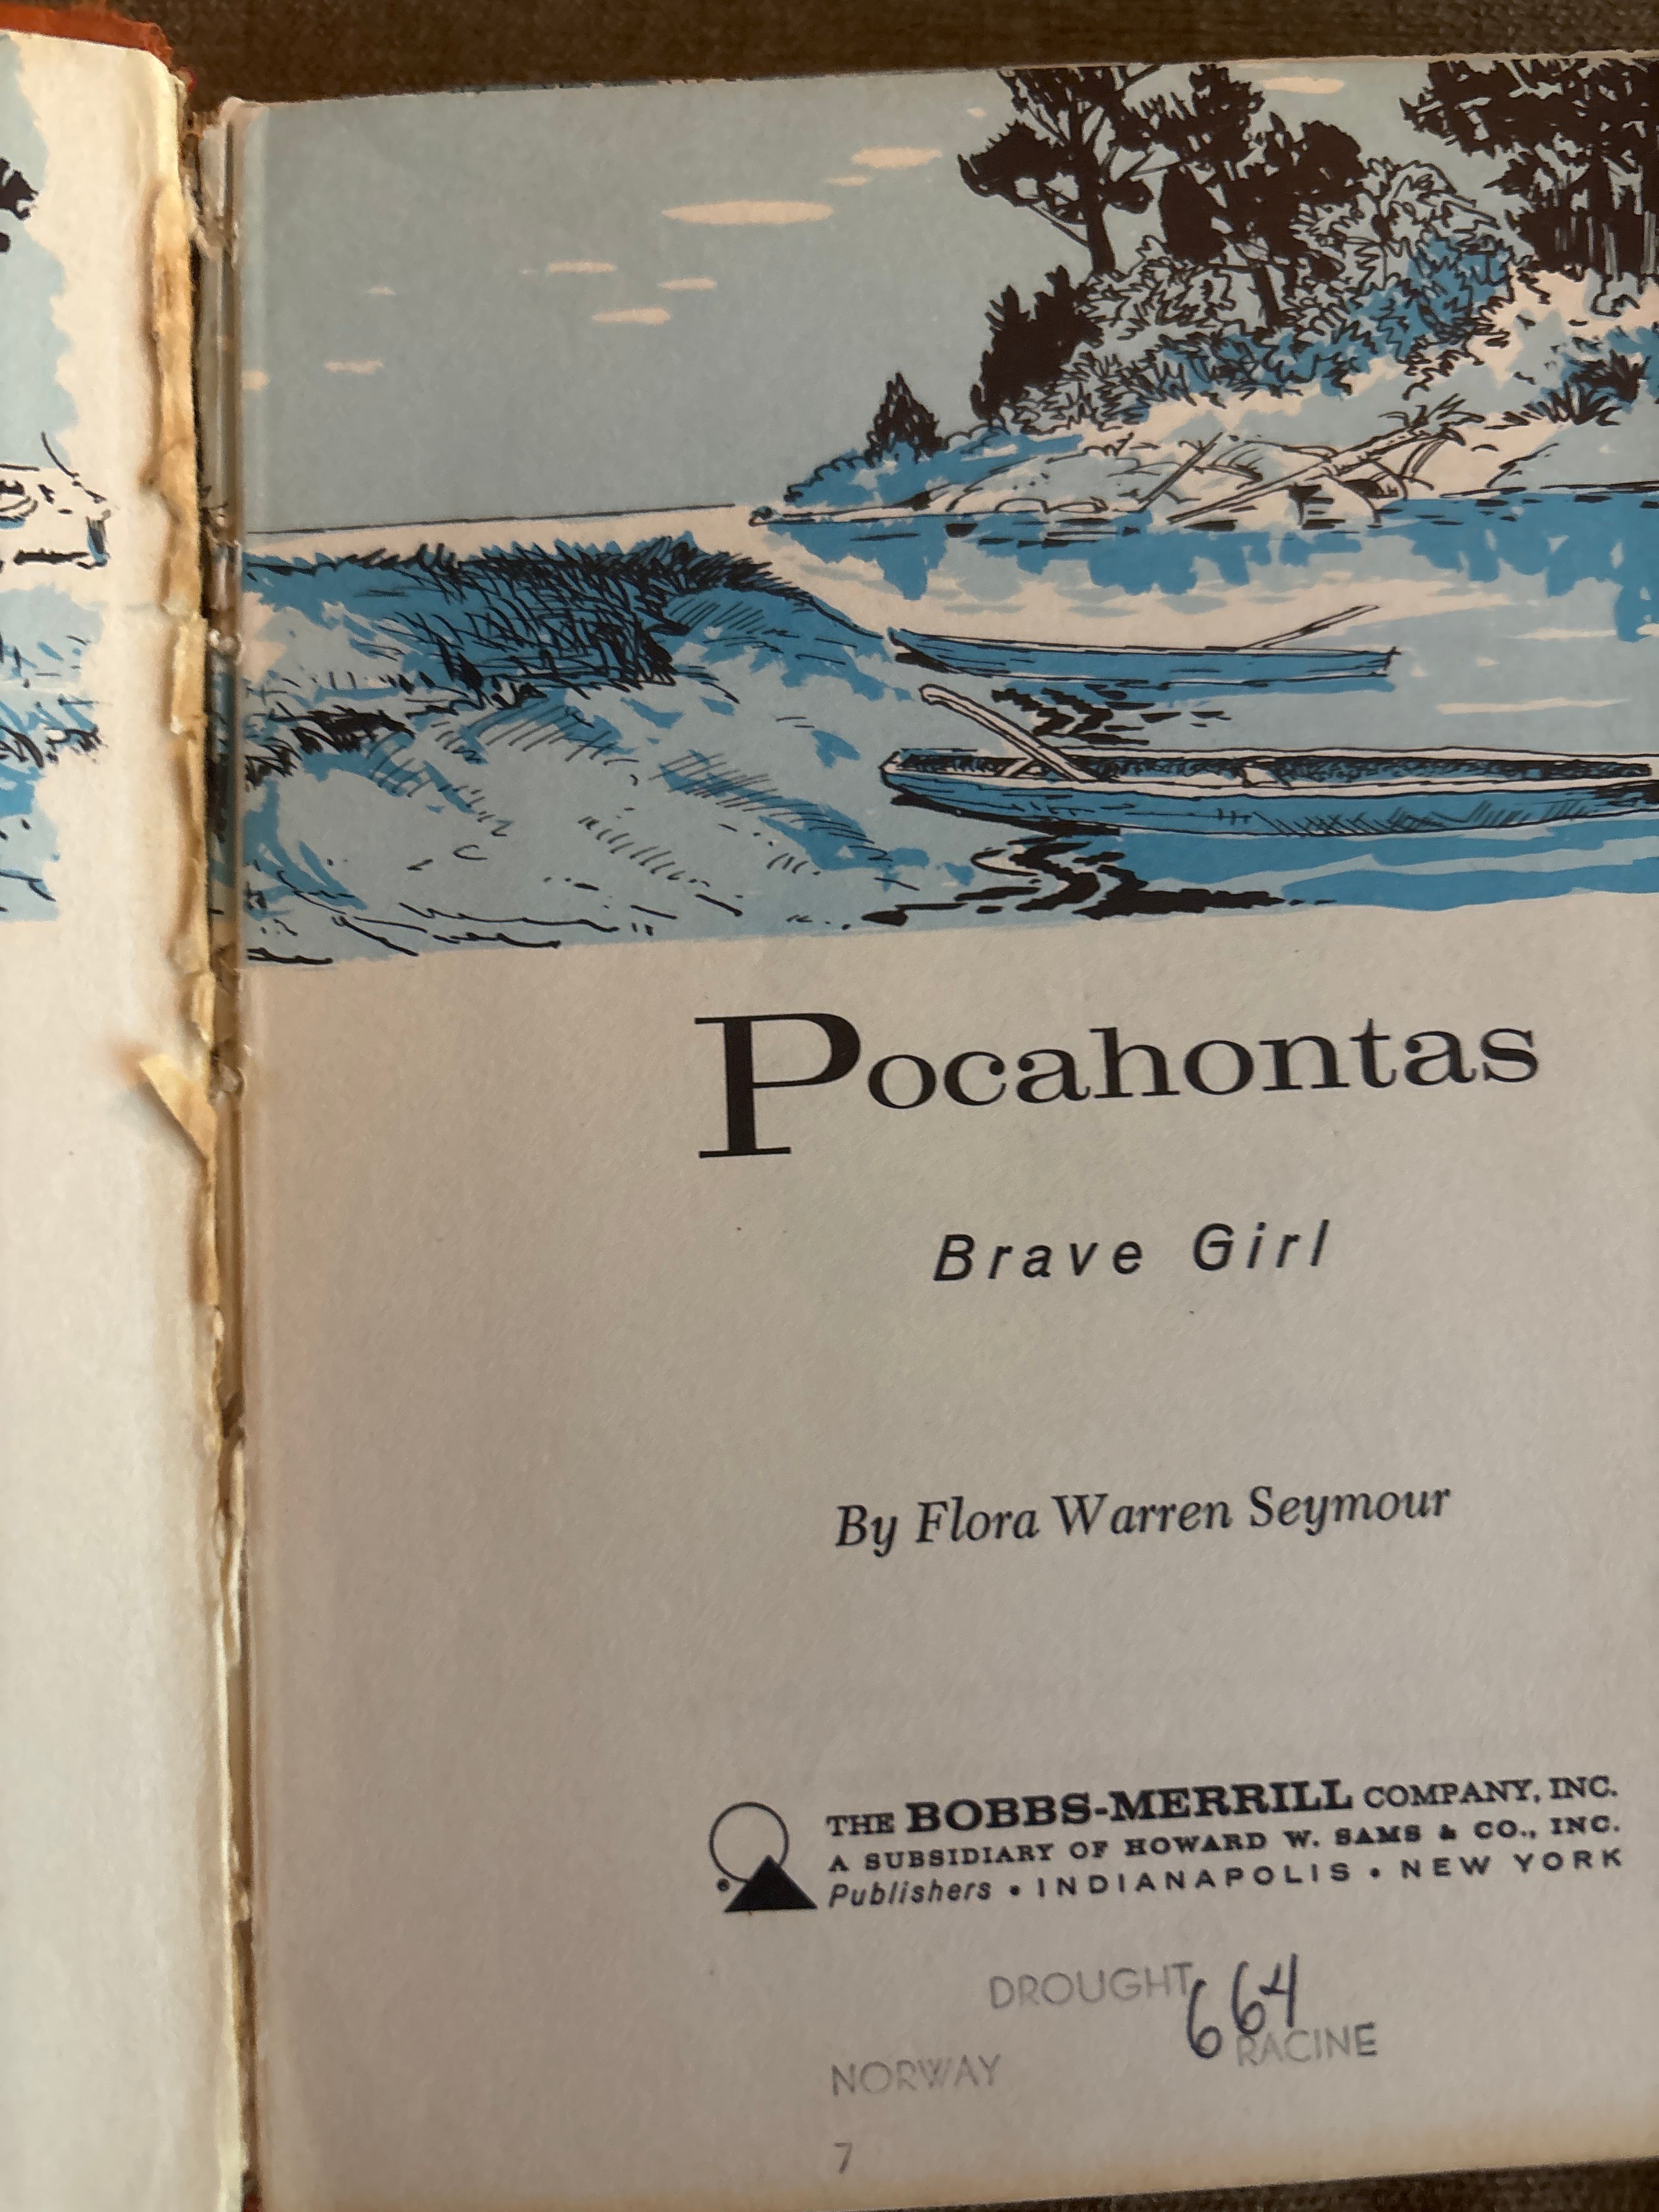 Pocahontas
Brave Girl
By Flora Warren Seymour
THE BOBBS-MERRILL COMPANY, INC.
A SUBSIDIARY OF HOWARD W. SAMS & CO., INC.
Publishers • INDIANAPOLIS • NEW YORK
DROUGHT
664
RACINE
NORWAY
7